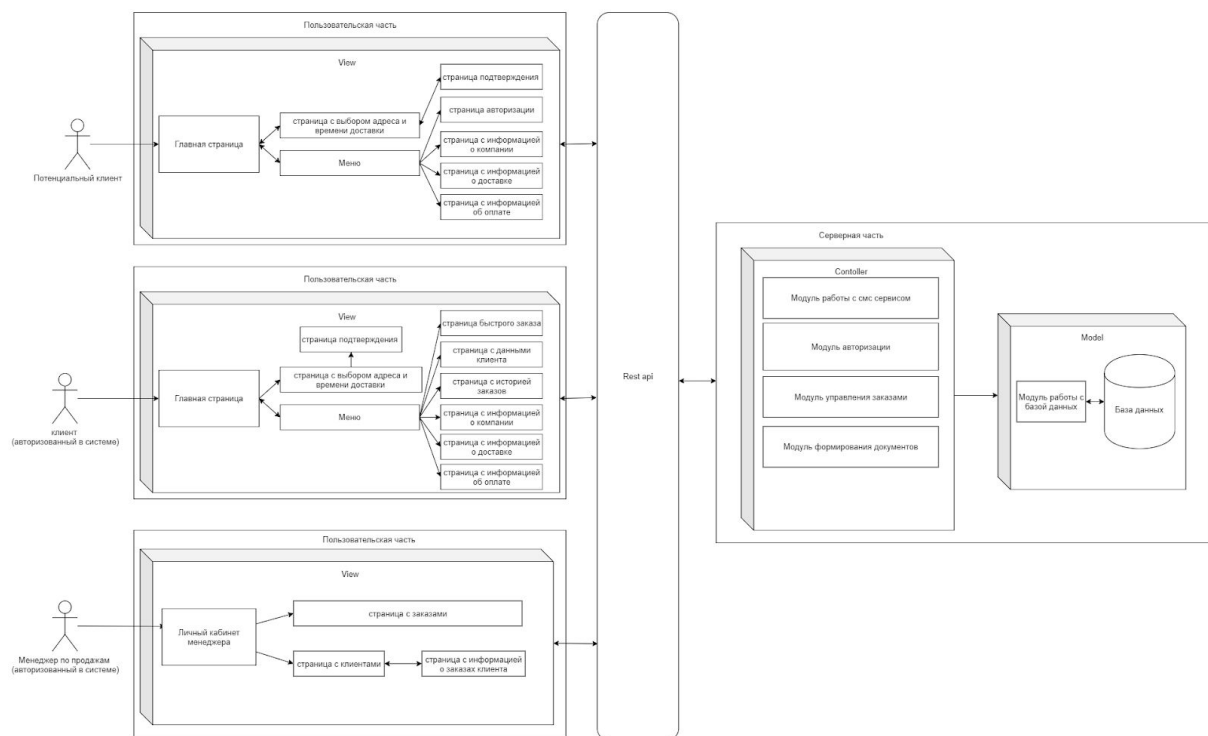 Пользовательская часть
View
Потенциальный клиент
Главная страница
страница с выбором адреса и
времени доставки
Меню
страница подтверждения
страница авторизации
страница с информацией
о компании
страница с информацией
о доставке
страница с информацией
об оплате
Пользовательская часть
View
клиент
(авторизованный в системе)
Главная страница
страница подтверждения
страница с выбором адреса и
времени доставки
Меню
страница быстрого заказа
страница с данными
клиента
страница с историей
заказов
страница с информацией
о компании
страница с информацией
о доставке
страница с информацией
об оплате
Пользовательская часть
View
Менеджер по продажам
(авторизованный в системе)
Личный кабинет
менеджера
страница с заказами
страница с клиентами
страница с информацией
о заказах клиента
Rest api
Серверная часть
Contoller
Модуль работы с смс сервисом
Модуль авторизации
Модуль управления заказами
Модуль формирования документов
Model
Модуль работы с
базой данных
База данных